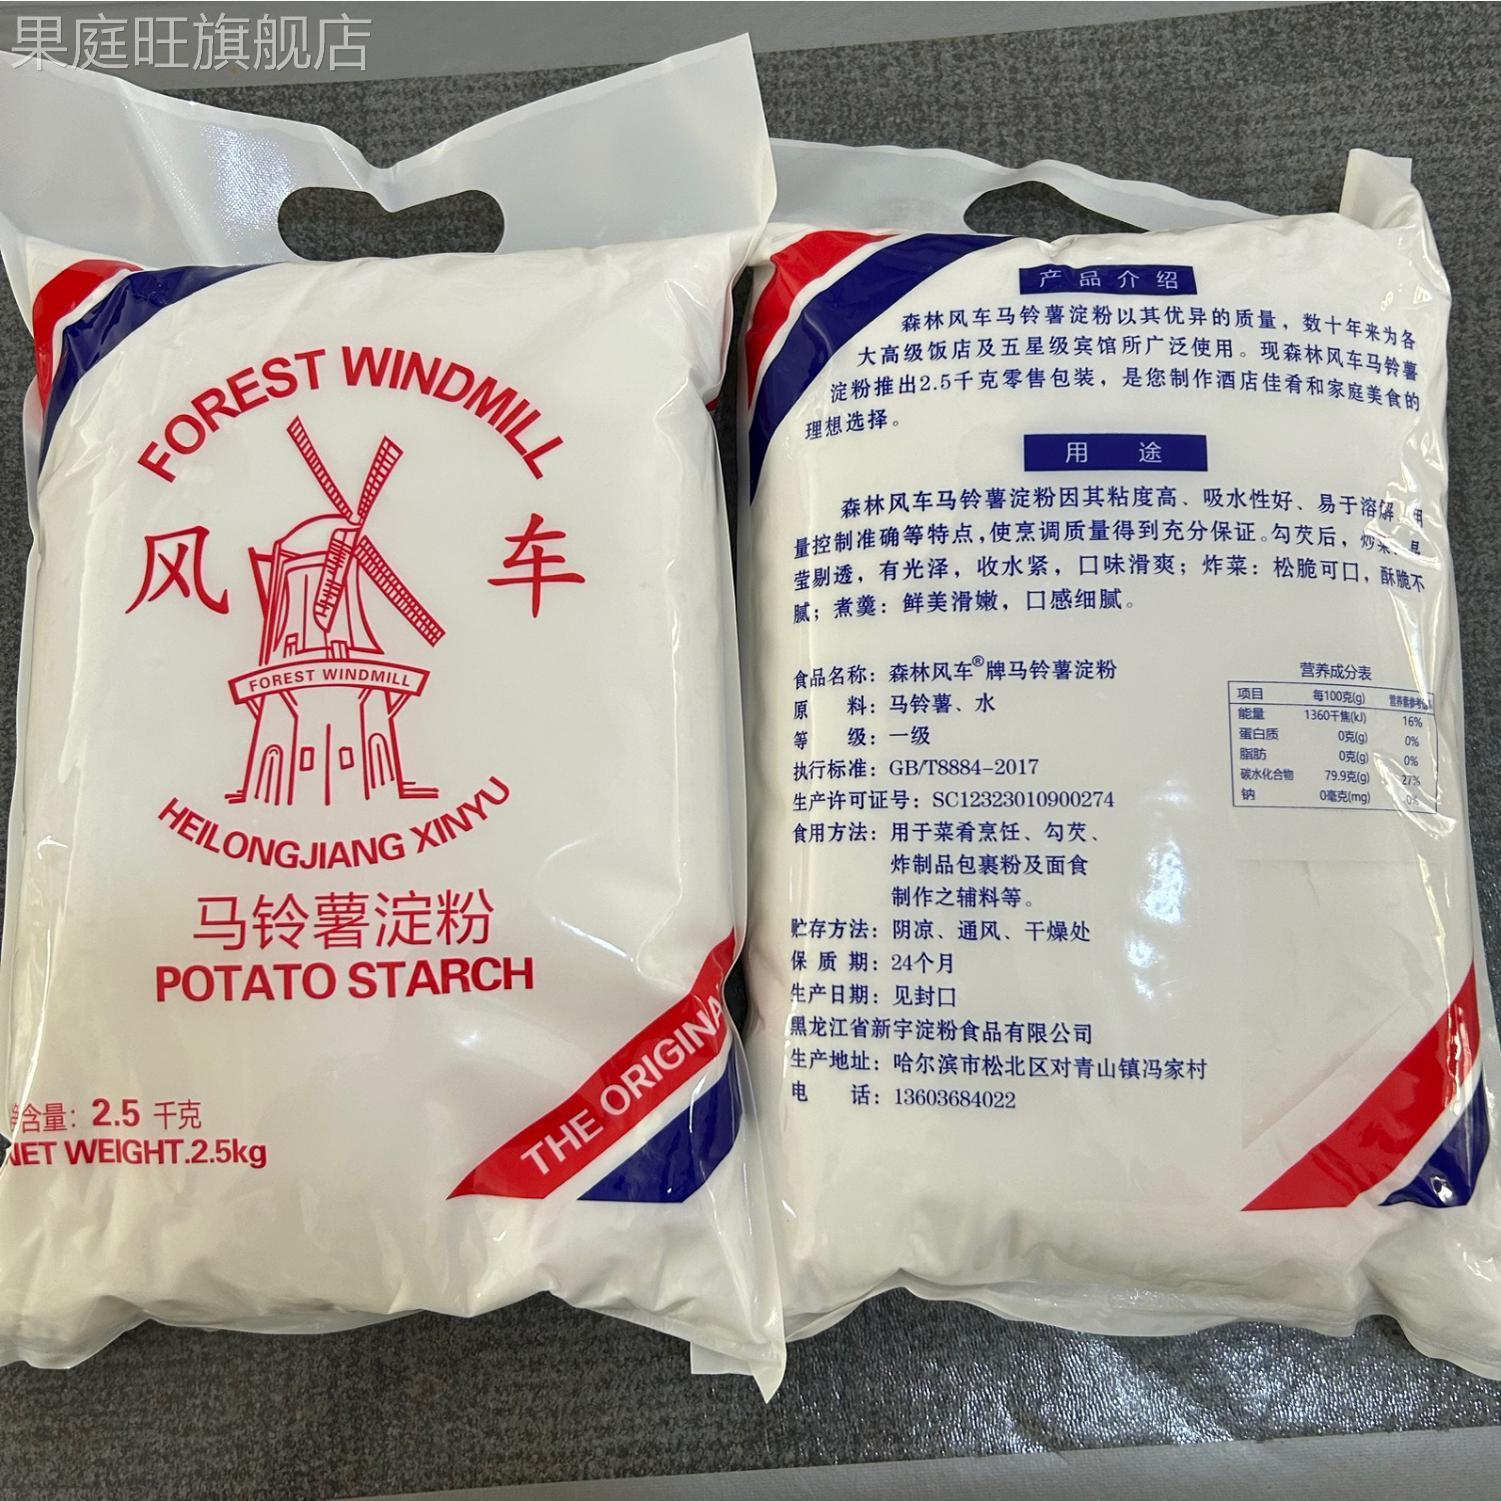 果庭旺旗舰店
FOREST WINDMILL
风 车
FOREST WINDMILL
HEILONGJIANG XINYU
马铃薯淀粉
POTATO STARCH
THE ORIGINA
含量：2.5 千克
NET WEIGHT.2.5kg
产品介绍
森林风车马铃薯淀粉以其优异的质量，数十年来为各
大高级饭店及五星级宾馆所广泛使用。现森林风车马铃薯
淀粉推出2.5千克零售包装，是您制作酒店佳肴和家庭美食的
理想选择。
用 途
森林风车马铃薯淀粉因其粘度高、吸水性好、易于溶解、用
量控制准确等特点，使烹调质量得到充分保证。勾芡后，炒菜：晶
莹剔透，有光泽，收水紧，口味滑爽；炸菜：松脆可口，酥脆不
腻；煮羹：鲜美滑嫩，口感细腻。
食品名称：森林风车®牌马铃薯淀粉
原 料：马铃薯、水
等 级：一级
执行标准：GB/T8884-2017
生产许可证号：SC12323010900274
食用方法：用于菜肴烹饪、勾芡、
炸制品包裹粉及面食
制作之辅料等。
贮存方法：阴凉、通风、干燥处
保 质 期：24个月
生产日期：见封口
黑龙江省新宇淀粉食品有限公司
生产地址：哈尔滨市松北区对青山镇冯家村
电 话：13603684022
营养成分表
项目 每100克(g) 营养素参考值%
能量 1360千焦(kJ) 16%
蛋白质 0克(g) 0%
脂肪 0克(g) 0%
碳水化合物 79.9克(g) 27%
钠 0毫克(mg) 0%